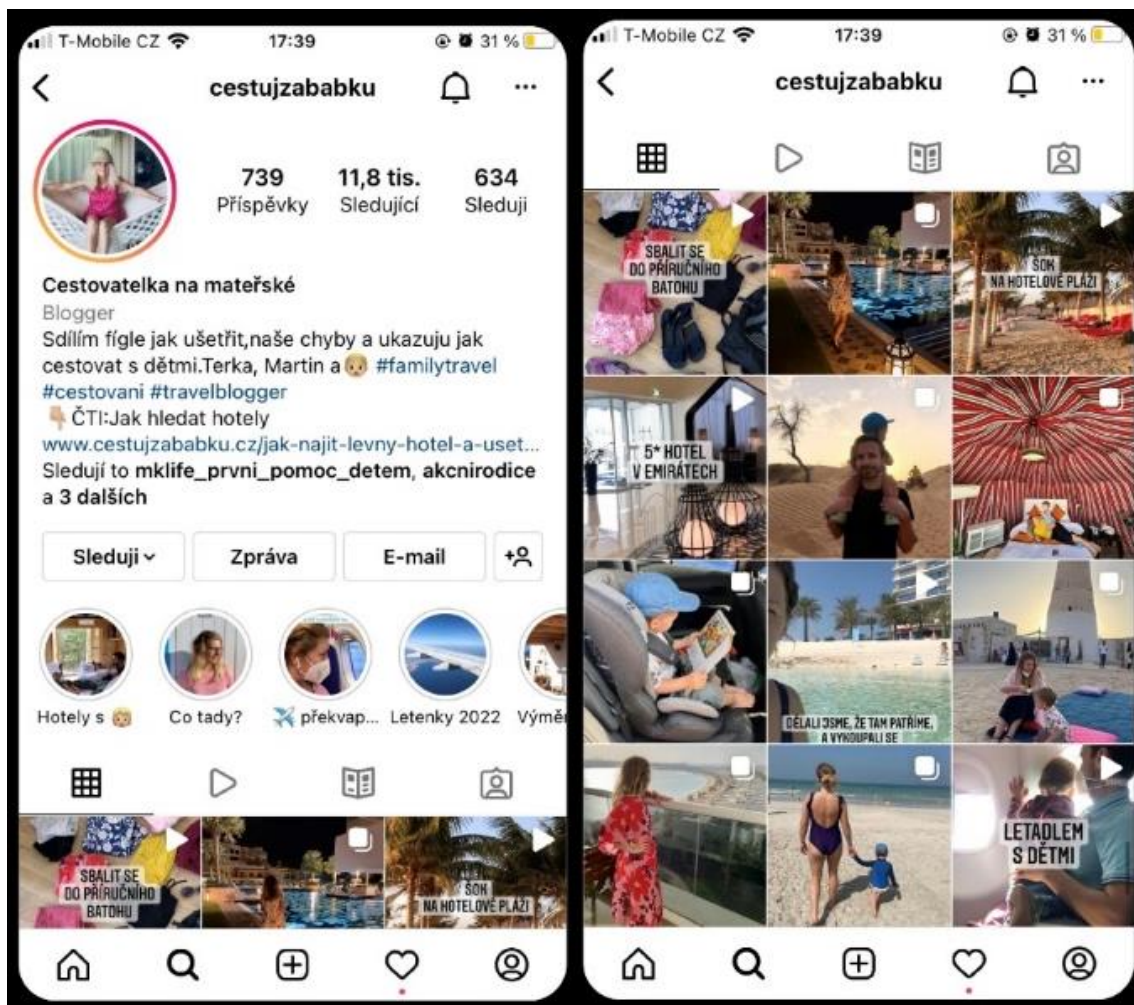 T-Mobile CZ 17:39 31 %
cestujzababku
739 11,8 tis. 634
Příspěvky Sledující Sleduji
Cestovatelka na mateřské
Blogger
Sdílím fígle jak ušetřit,naše chyby a ukazuju jak
cestovat s dětmi.Terka, Martin a #familytravel
#cestovani #travelblogger
ČTI:Jak hledat hotely
www.cestujzababku.cz/jak-najit-levny-hotel-a-uset...
Sledují to mklife_prvni_pomoc_detem, akcnirodice
a 3 dalších
Sleduji Zpráva E-mail
Hotely s Co tady? překvap... Letenky 2022 Výměn
SBALIT SE
DO PŘÍRUČNÍHO
BATOHU
ŠOK
NA HOTELOVÉ PLÁŽI
T-Mobile CZ 17:39 31 %
cestujzababku
SBALIT SE
DO PŘÍRUČNÍHO
BATOHU
ŠOK
NA HOTELOVÉ PLÁŽI
5* HOTEL
V EMIRÁTECH
DĚLALI JSME, ŽE TAM PATŘÍME,
A VYKOUPALI SE
LETADLEM
S DĚTMI